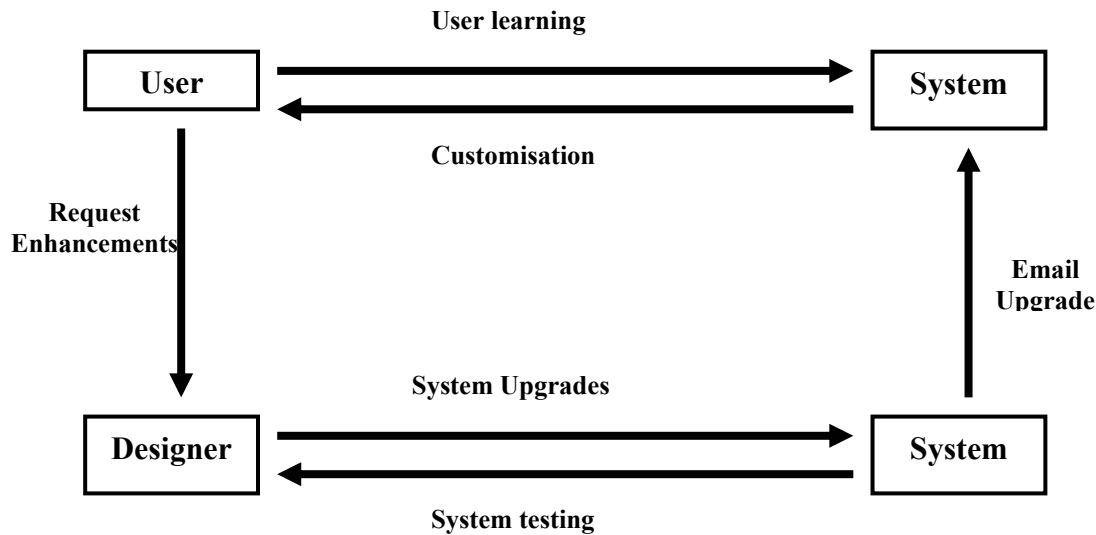 User learning
User
System
Customisation
Request
Enhancements
Email
Upgrade
System Upgrades
Designer
System
System testing